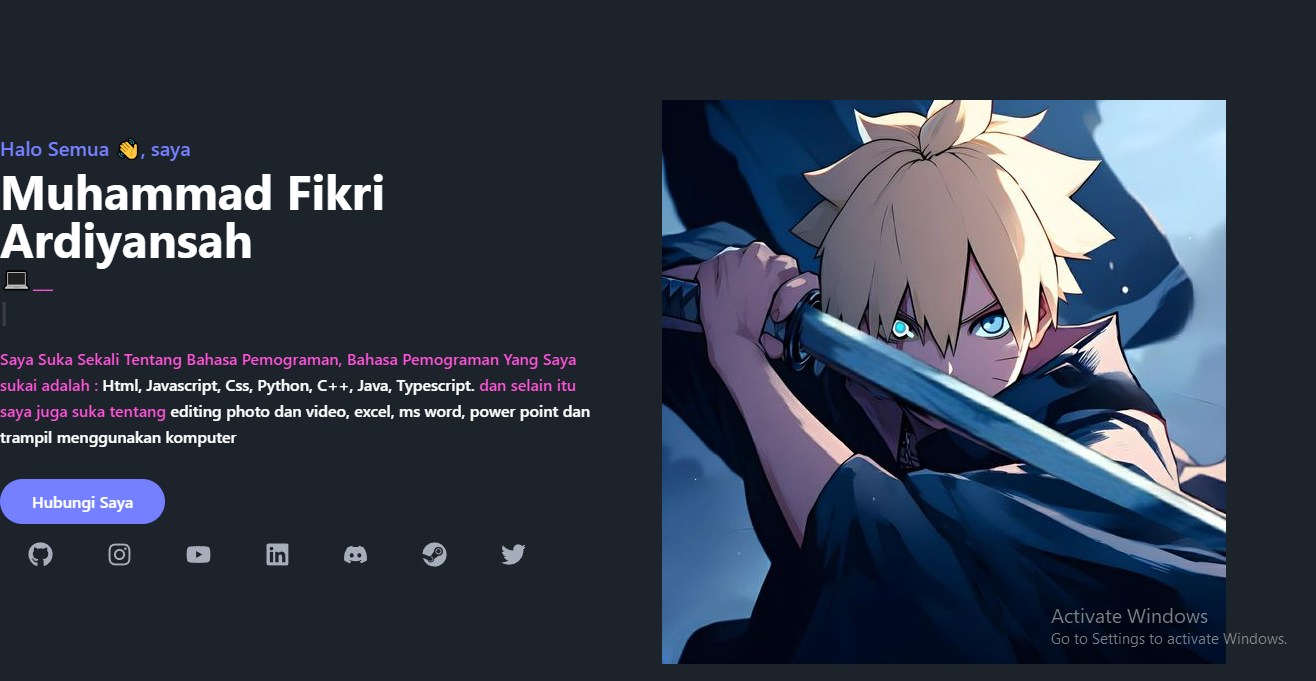 Halo Semua 👋, saya
Muhammad Fikri
Ardiyansah
Saya Suka Sekali Tentang Bahasa Pemograman, Bahasa Pemograman Yang Saya
sukai adalah : Html, Javascript, Css, Python, C++, Java, Typescript. dan selain itu
saya juga suka tentang editing photo dan video, excel, ms word, power point dan
trampil menggunakan komputer
Hubungi Saya
Activate Windows
Go to Settings to activate Windows.